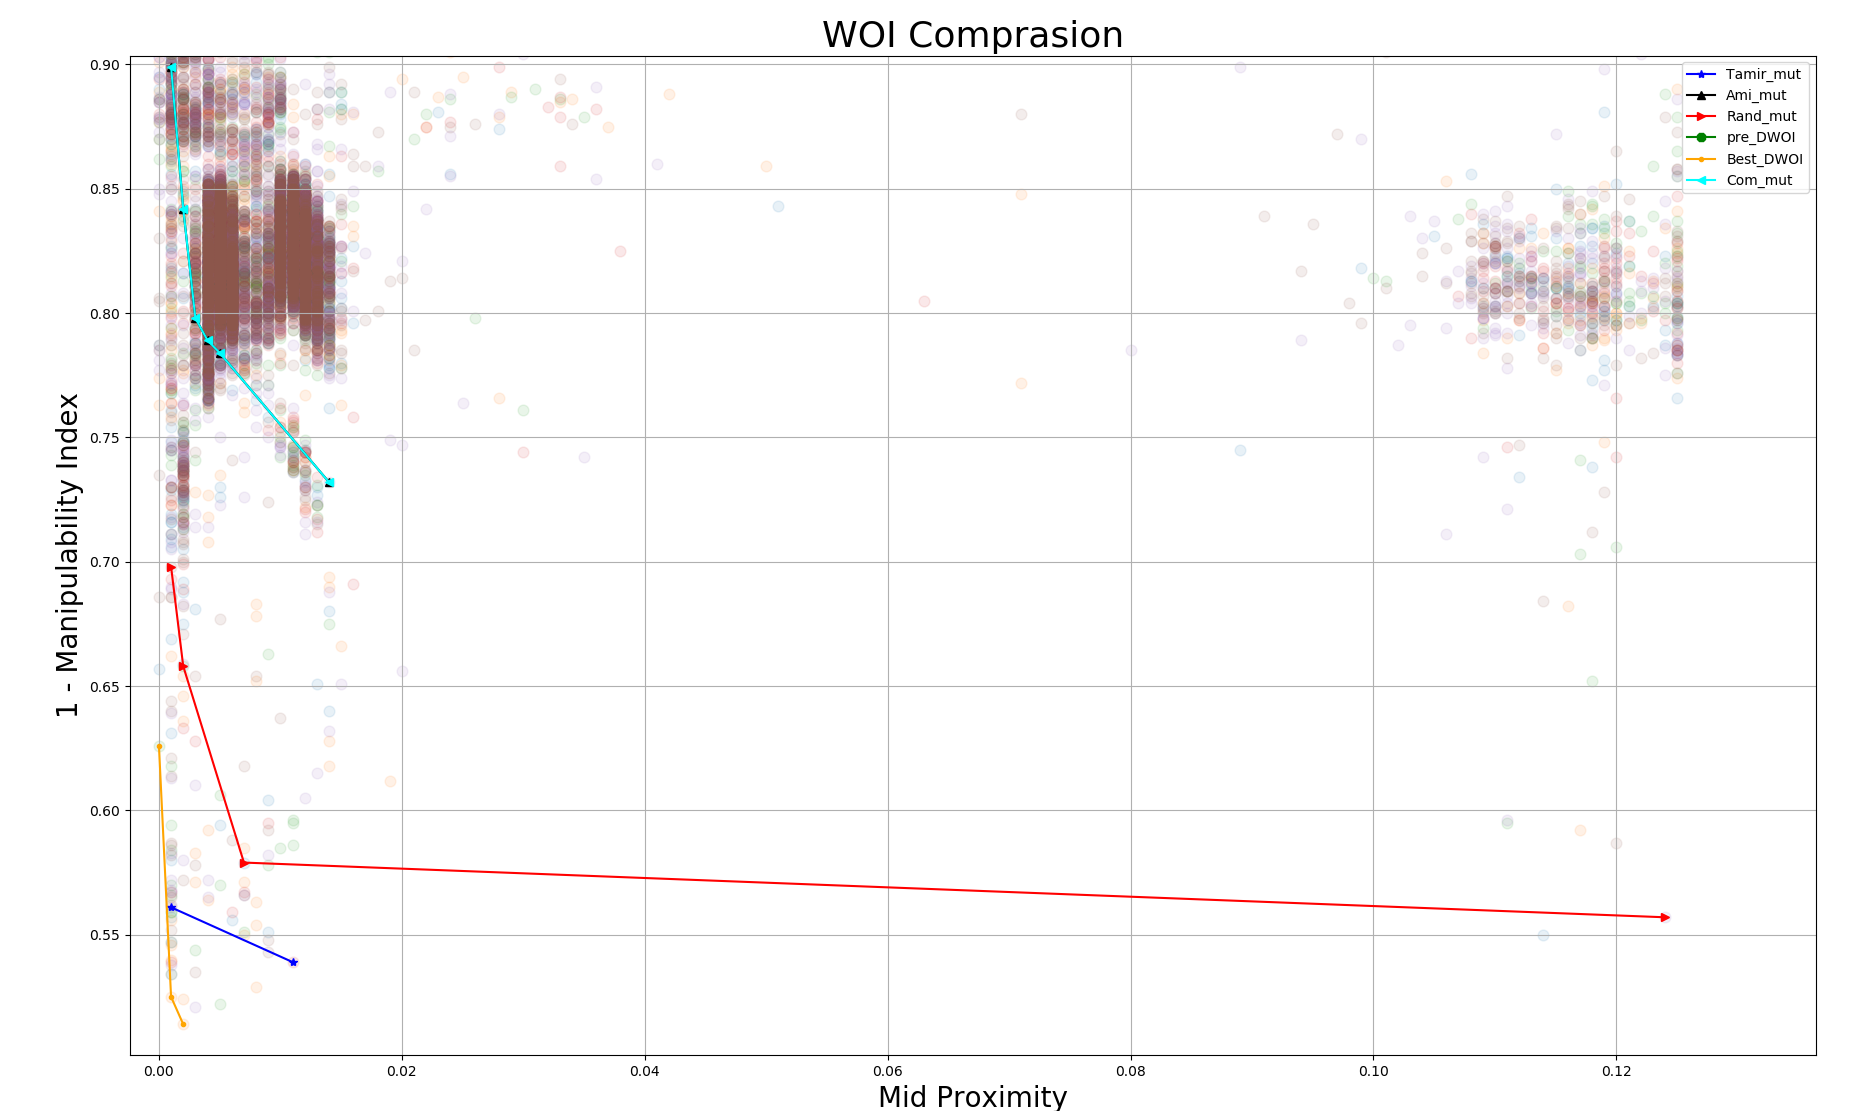 WOI Comprasion
1 - Manipulability Index
0.90
0.85
0.80
0.75
0.70
0.65
0.60
0.55
Tamir_mut
Ami_mut
Rand_mut
pre_DWOI
Best_DWOI
Com_mut
0.00 0.02 0.04 0.06 0.08 0.10 0.12
Mid Proximity